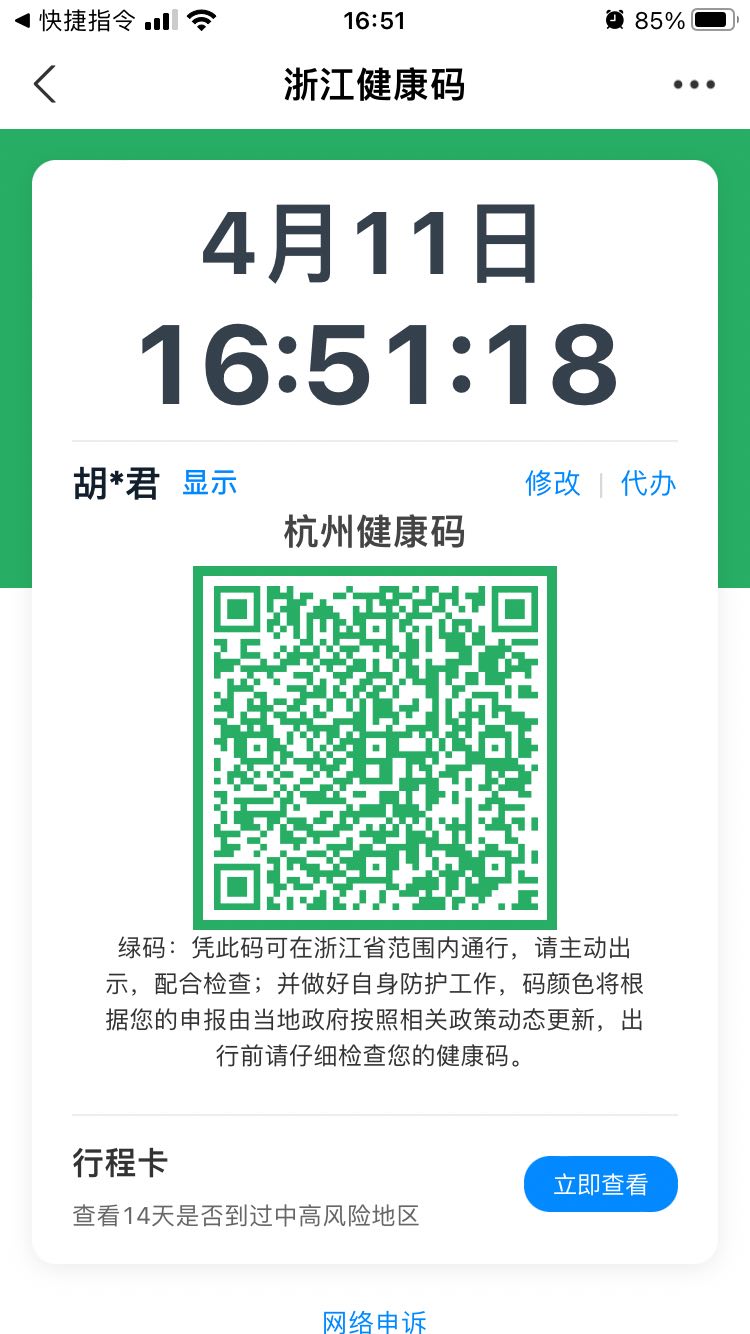 快捷指令 16:51 85%
浙江健康码
4月11日
16:51:18
胡*君 显示 修改 | 代办
杭州健康码
绿码：凭此码可在浙江省范围内通行，请主动出
示，配合检查；并做好自身防护工作，码颜色将根
据您的申报由当地政府按照相关政策动态更新，出
行前请仔细检查您的健康码。
行程卡
立即查看
查看14天是否到过中高风险地区
网络申诉